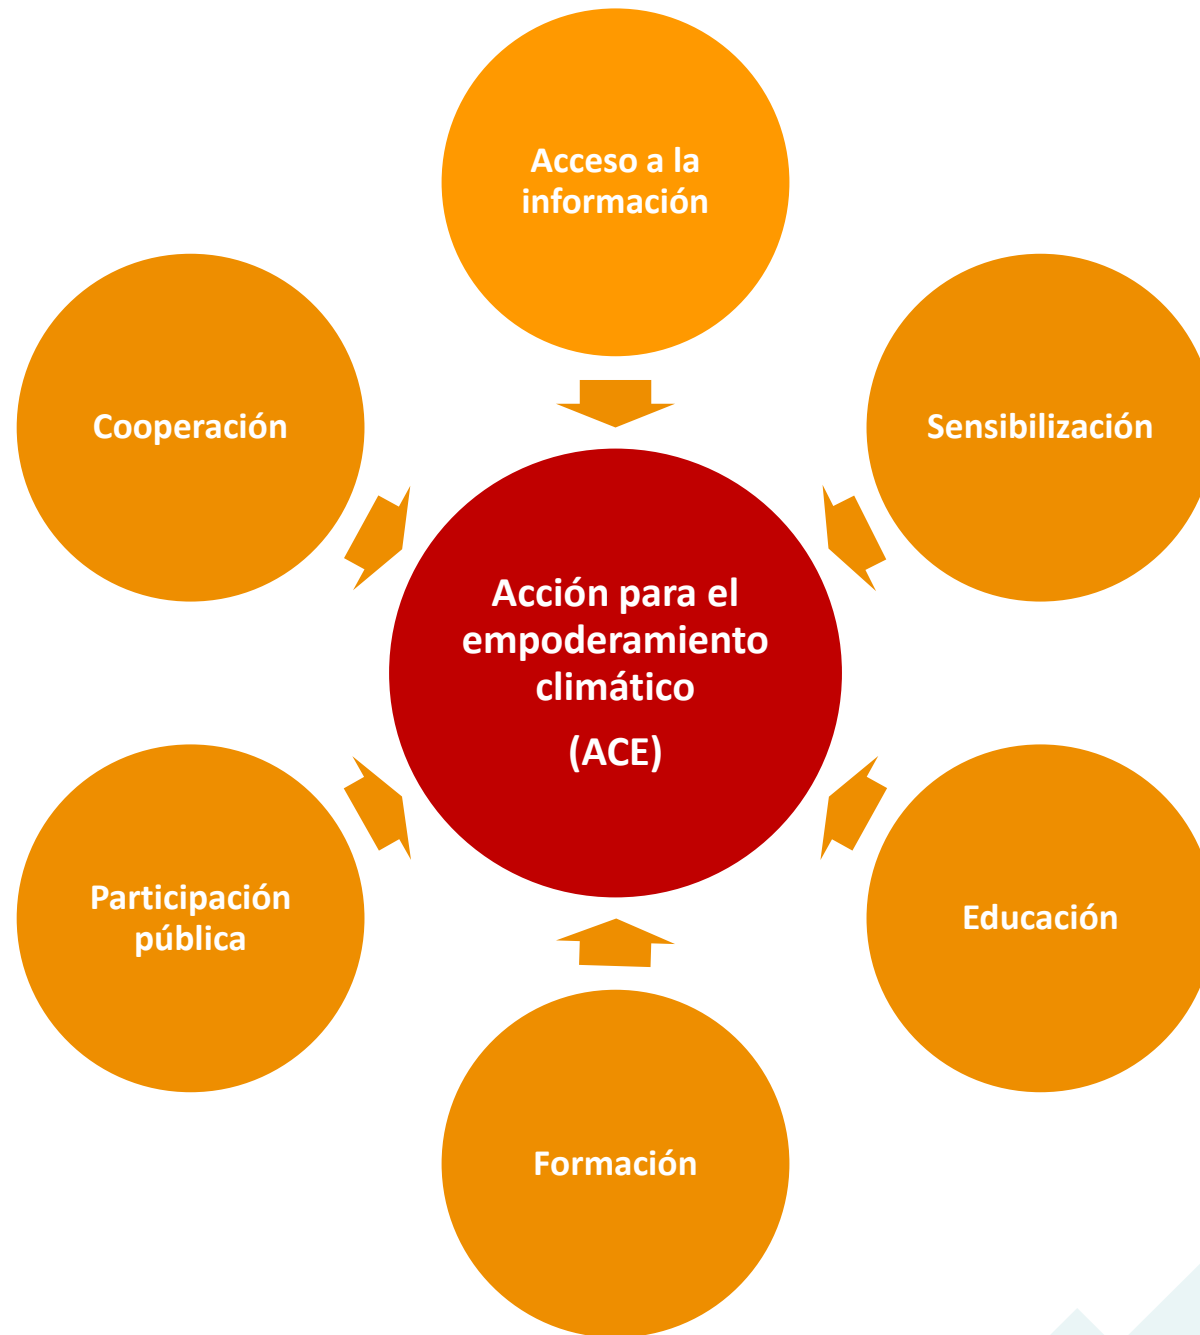 Acceso a la
información
Cooperación
Sensibilización
Acción para el
empoderamiento
climático
(ACE)
Participación
pública
Educación
Formación